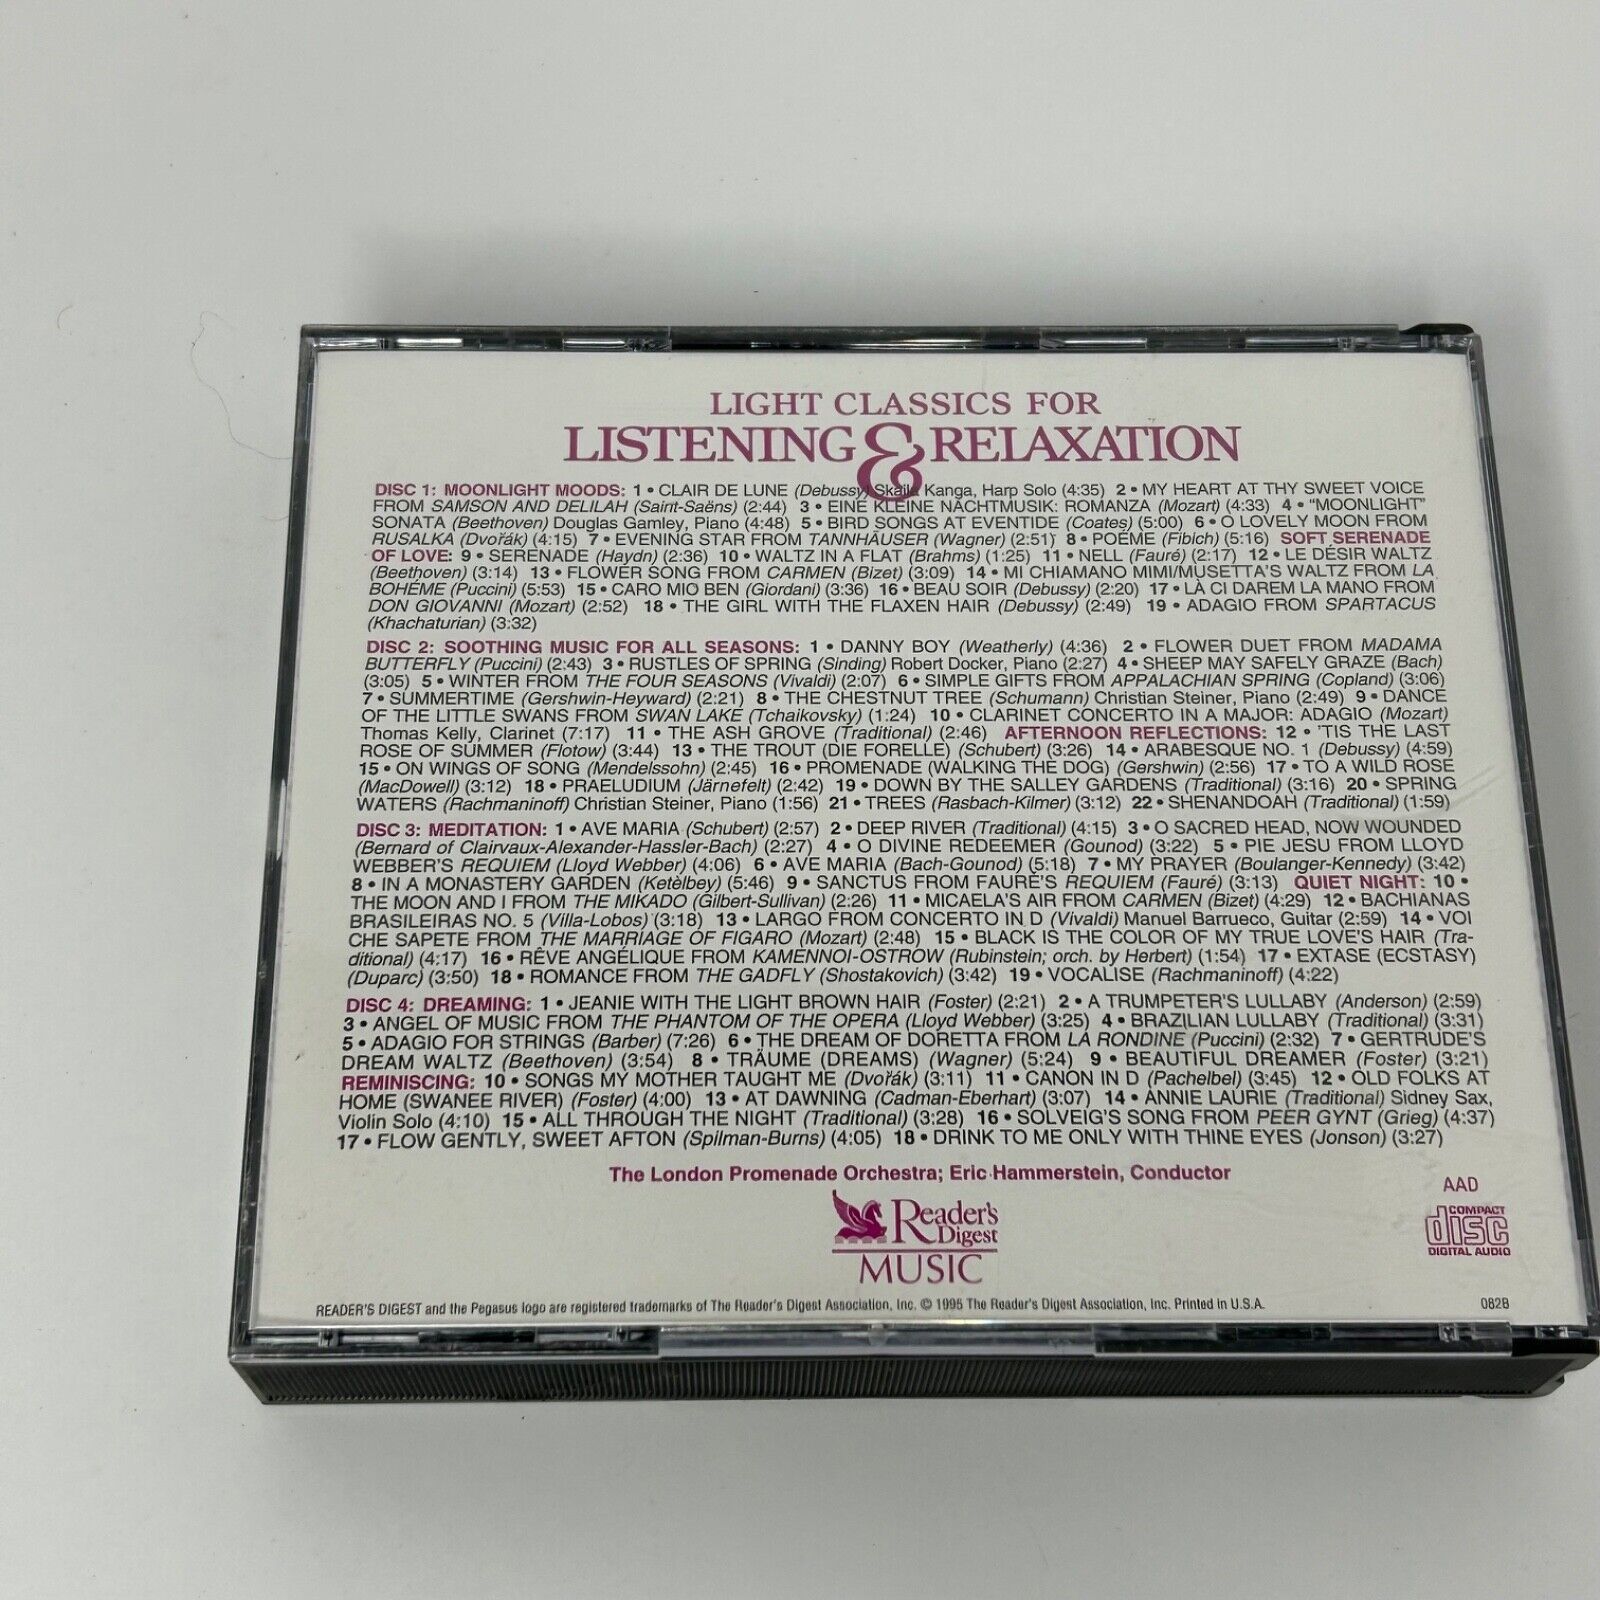 LIGHT CLASSICS FOR
LISTENING & RELAXATION
DISC 1: MOONLIGHT MOODS: 1 • CLAIR DE LUNE (Debussy) Skaila Kanga, Harp Solo (4:35) 2 • MY HEART AT THY SWEET VOICE
FROM SAMSON AND DELILAH (Saint-Saëns) (2:44) 3 • EINE KLEINE NACHTMUSIK: ROMANZA (Mozart) (4:33) 4 • "MOONLIGHT"
SONATA (Beethoven) Douglas Gamley, Piano (4:48) 5 • BIRD SONGS AT EVENTIDE (Coates) (5:00) 6 • O LOVELY MOON FROM
RUSALKA (Dvořák) (4:15) 7 • EVENING STAR FROM TANNHÄUSER (Wagner) (2:51) 8 • POÈME (Fibich) (5:16) SOFT SERENADE
OF LOVE: 9 • SERENADE (Haydn) (2:36) 10 • WALTZ IN A FLAT (Brahms) (1:25) 11 • NELL (Fauré) (2:17) 12 • LE DÉSIR WALTZ
(Beethoven) (3:14) 13 • FLOWER SONG FROM CARMEN (Bizet) (3:09) 14 • MI CHIAMANO MIMI/MUSETTA'S WALTZ FROM LA
BOHÉME (Puccini) (5:53) 15 • CARO MIO BEN (Giordani) (3:36) 16 • BEAU SOIR (Debussy) (2:20) 17 • LÀ CI DAREM LA MANO FROM
DON GIOVANNI (Mozart) (2:52) 18 • THE GIRL WITH THE FLAXEN HAIR (Debussy) (2:49) 19 • ADAGIO FROM SPARTACUS
(Khachaturian) (3:32)
DISC 2: SOOTHING MUSIC FOR ALL SEASONS: 1 • DANNY BOY (Weatherly) (4:36) 2 • FLOWER DUET FROM MADAMA
BUTTERFLY (Puccini) (2:43) 3 • RUSTLES OF SPRING (Sinding) Robert Docker, Piano (2:27) 4 • SHEEP MAY SAFELY GRAZE (Bach)
(3:05) 5 • WINTER FROM THE FOUR SEASONS (Vivaldi) (2:07) 6 • SIMPLE GIFTS FROM APPALACHIAN SPRING (Copland) (3:06)
7 • SUMMERTIME (Gershwin-Heyward) (2:21) 8 • THE CHESTNUT TREE (Schumann) Christian Steiner, Piano (2:49) 9 • DANCE
OF THE LITTLE SWANS FROM SWAN LAKE (Tchaikovsky) (1:24) 10 • CLARINET CONCERTO IN A MAJOR: ADAGIO (Mozart)
Thomas Kelly, Clarinet (7:17) 11 • THE ASH GROVE (Traditional) (2:46) AFTERNOON REFLECTIONS: 12 • 'TIS THE LAST
ROSE OF SUMMER (Flotow) (3:44) 13 • THE TROUT (DIE FORELLE) (Schubert) (3:26) 14 • ARABESQUE NO. 1 (Debussy) (4:59)
15 • ON WINGS OF SONG (Mendelssohn) (2:45) 16 • PROMENADE (WALKING THE DOG) (Gershwin) (2:56) 17 • TO A WILD ROSE
(MacDowell) (3:12) 18 • PRAELUDIUM (Järnefelt) (2:42) 19 • DOWN BY THE SALLEY GARDENS (Traditional) (3:16) 20 • SPRING
WATERS (Rachmaninoff) Christian Steiner, Piano (1:56) 21 • TREES (Rasbach-Kilmer) (3:12) 22 • SHENANDOAH (Traditional) (1:59)
DISC 3: MEDITATION: 1 • AVE MARIA (Schubert) (2:57) 2 • DEEP RIVER (Traditional) (4:15) 3 • O SACRED HEAD, NOW WOUNDED
(Bernard of Clairvaux-Alexander-Hassler-Bach) (2:27) 4 • O DIVINE REDEEMER (Gounod) (3:22) 5 • PIE JESU FROM LLOYD
WEBBER'S REQUIEM (Lloyd Webber) (4:06) 6 • AVE MARIA (Bach-Gounod) (5:18) 7 • MY PRAYER (Boulanger-Kennedy) (3:42)
8 • IN A MONASTERY GARDEN (Ketèlbey) (5:46) 9 • SANCTUS FROM FAURÉ'S REQUIEM (Fauré) (3:13) QUIET NIGHT: 10 •
THE MOON AND I FROM THE MIKADO (Gilbert-Sullivan) (2:26) 11 • MICAELA'S AIR FROM CARMEN (Bizet) (4:29) 12 • BACHIANAS
BRASILEIRAS NO. 5 (Villa-Lobos) (3:18) 13 • LARGO FROM CONCERTO IN D (Vivaldi) Manuel Barrueco, Guitar (2:59) 14 • VOI
CHE SAPETE FROM THE MARRIAGE OF FIGARO (Mozart) (2:48) 15 • BLACK IS THE COLOR OF MY TRUE LOVE'S HAIR (Tra-
ditional) (4:17) 16 • RÊVE ANGÉLIQUE FROM KAMENNOI-OSTROW (Rubinstein; orch. by Herbert) (1:54) 17 • EXTASE (ECSTASY)
(Duparc) (3:50) 18 • ROMANCE FROM THE GADFLY (Shostakovich) (3:42) 19 • VOCALISE (Rachmaninoff) (4:22)
DISC 4: DREAMING: 1 • JEANIE WITH THE LIGHT BROWN HAIR (Foster) (2:21) 2 • A TRUMPETER'S LULLABY (Anderson) (2:59)
3 • ANGEL OF MUSIC FROM THE PHANTOM OF THE OPERA (Lloyd Webber) (3:25) 4 • BRAZILIAN LULLABY (Traditional) (3:31)
5 • ADAGIO FOR STRINGS (Barber) (7:26) 6 • THE DREAM OF DORETTA FROM LA RONDINE (Puccini) (2:32) 7 • GERTRUDE'S
DREAM WALTZ (Beethoven) (3:54) 8 • TRÄUME (DREAMS) (Wagner) (5:24) 9 • BEAUTIFUL DREAMER (Foster) (3:21)
REMINISCING: 10 • SONGS MY MOTHER TAUGHT ME (Dvořák) (3:11) 11 • CANON IN D (Pachelbel) (3:45) 12 • OLD FOLKS AT
HOME (SWANEE RIVER) (Foster) (4:00) 13 • AT DAWNING (Cadman-Eberhart) (3:07) 14 • ANNIE LAURIE (Traditional) Sidney Sax,
Violin Solo (4:10) 15 • ALL THROUGH THE NIGHT (Traditional) (3:28) 16 • SOLVEIG'S SONG FROM PEER GYNT (Grieg) (4:37)
17 • FLOW GENTLY, SWEET AFTON (Spilman-Burns) (4:05) 18 • DRINK TO ME ONLY WITH THINE EYES (Jonson) (3:27)
The London Promenade Orchestra; Eric Hammerstein, Conductor
AAD
Reader's
Digest
MUSIC
COMPACT
disc
DIGITAL AUDIO
READER'S DIGEST and the Pegasus logo are registered trademarks of The Reader's Digest Association, Inc. © 1995 The Reader's Digest Association, Inc. Printed in U.S.A.
082B